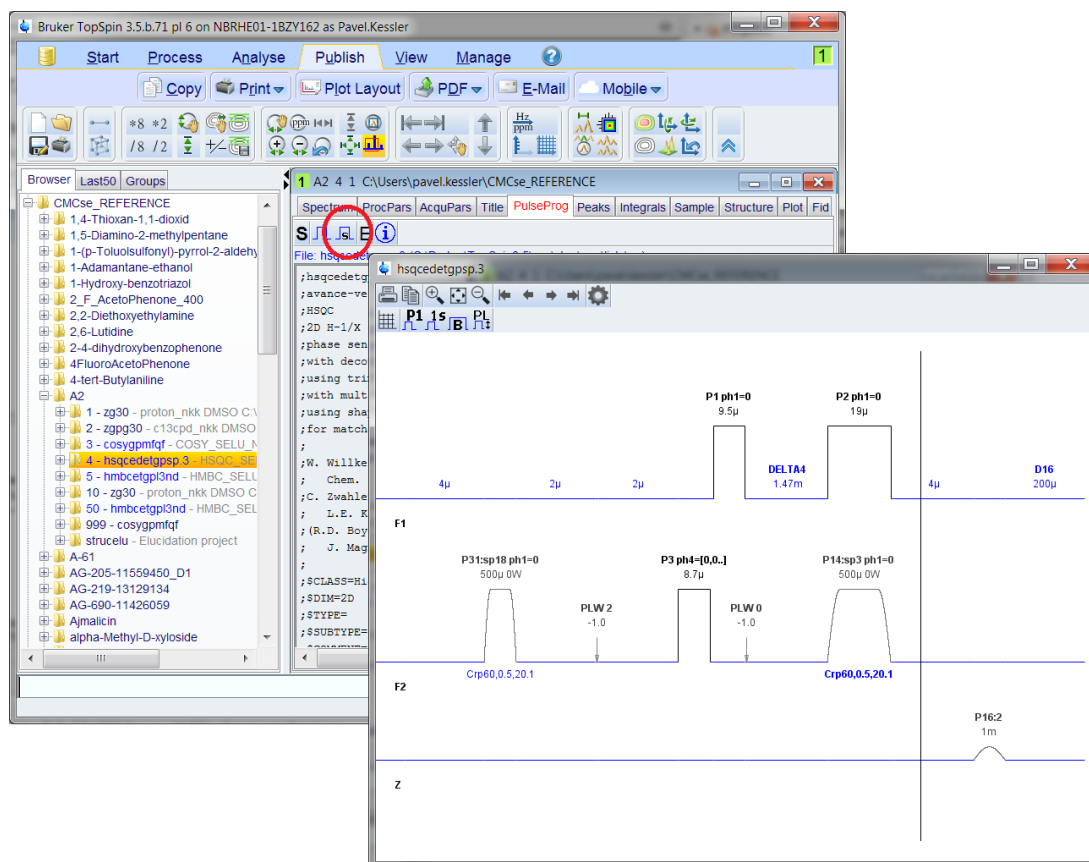 Bruker TopSpin 3.5.b.71 pl 6 on NBRHE01-1BZY162 as Pavel.Kessler
Start Process Analyse Publish View Manage ? 1
Copy Print Plot Layout PDF E-Mail Mobile
*8 *2 ppm Hz ppm
/8 /2
Browser Last50 Groups
CMCse_REFERENCE
1,4-Thioxan-1,1-dioxid
1,5-Diamino-2-methylpentane
1-(p-Toluolsulfonyl)-pyrrol-2-aldehy
1-Adamantane-ethanol
1-Hydroxy-benzotriazol
2_F_AcetoPhenone_400
2,2-Diethoxyethylamine
2,6-Lutidine
2-4-dihydroxybenzophenone
4FluoroAcetoPhenone
4-tert-Butylaniline
A2
1 - zg30 - proton_nkk DMSO C:\
2 - zgpg30 - c13cpd_nkk DMSO
3 - cosygpmfqf - COSY_SELU_N
4 - hsqcedetgpsp.3 - HSQC_SE
5 - hmbcetgpl3nd - HMBC_SELU
10 - zg30 - proton_nkk DMSO C
50 - hmbcetgpl3nd - HMBC_SEL
999 - cosygpmfqf
strucelu - Elucidation project
A-61
AG-205-11559450_D1
AG-219-13129134
AG-690-11426059
Ajmalicin
alpha-Methyl-D-xyloside
1 A2 4 1 C:\Users\pavel.kessler\CMCse_REFERENCE
Spectrum ProcPars AcquPars Title PulseProg Peaks Integrals Sample Structure Plot Fid
S SL E i
;hsqcedetg
;avance-ve
;HSQC
;2D H-1/X
;phase sen
;with deco
;using tri
;with mult
;using sha
;for match
;
;W. Willke
; Chem.
;C. Zwahle
; L.E. K
;(R.D. Boy
; J. Mag
;
;$CLASS=Hi
;$DIM=2D
;$TYPE=
;$SUBTYPE=
hsqcedetgpsp.3
P1 1s B PL
P1 ph1=0 P2 ph1=0
9.5µ 19µ
DELTA4 D16
4µ 2µ 2µ 1.47m 4µ 200µ
F1
P31:sp18 ph1=0 P3 ph4=[0,0..] P14:sp3 ph1=0
500µ 0W 8.7µ 500µ 0W
PLW 2 PLW 0
-1.0 -1.0
Crp60,0.5,20.1 Crp60,0.5,20.1
F2
P16:2
1m
Z